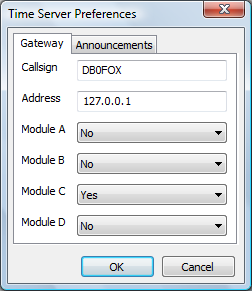 Time Server Preferences
Gateway Announcements
Callsign DB0FOX
Address 127.0.0.1
Module A No
Module B No
Module C Yes
Module D No
OK Cancel